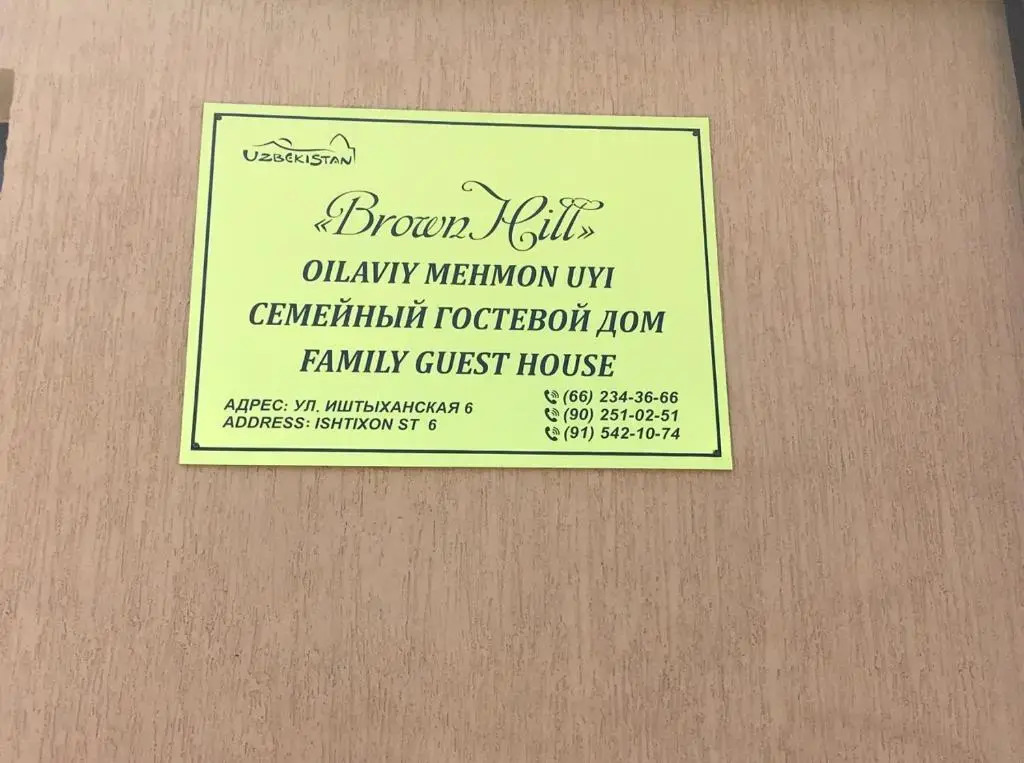 UZBEKISTAN
«Brown Hill»
OILAVIY MEHMON UYI
СЕМЕЙНЫЙ ГОСТЕВОЙ ДОМ
FAMILY GUEST HOUSE
АДРЕС: УЛ. ИШТЫХАНСКАЯ 6
ADDRESS: ISHTIXON ST 6
(66) 234-36-66
(90) 251-02-51
(91) 542-10-74